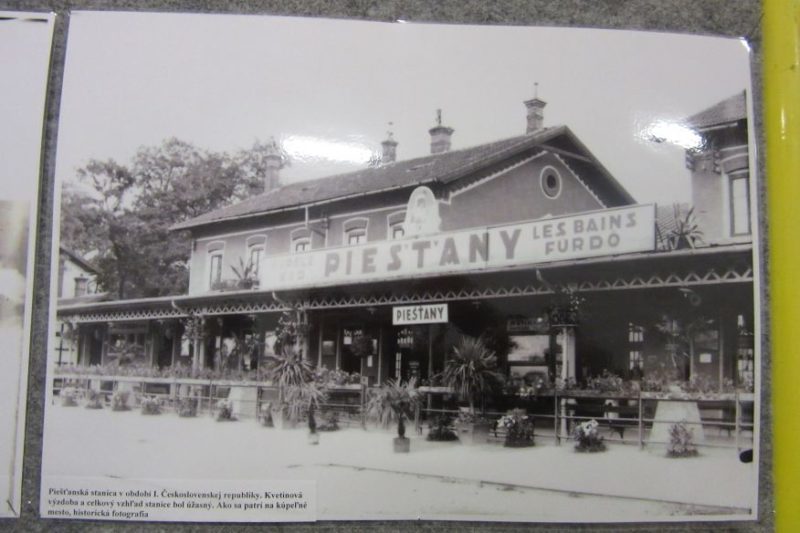 PIEŠŤANY
LES BAINS
FURDO
PIEŠŤANY
Piešťanská stanica v období I. Československej republiky. Kvetinová
výzdoba a celkový vzhľad stanice bol úžasný. Ako sa patrí na kúpeľné
mesto, historická fotografia